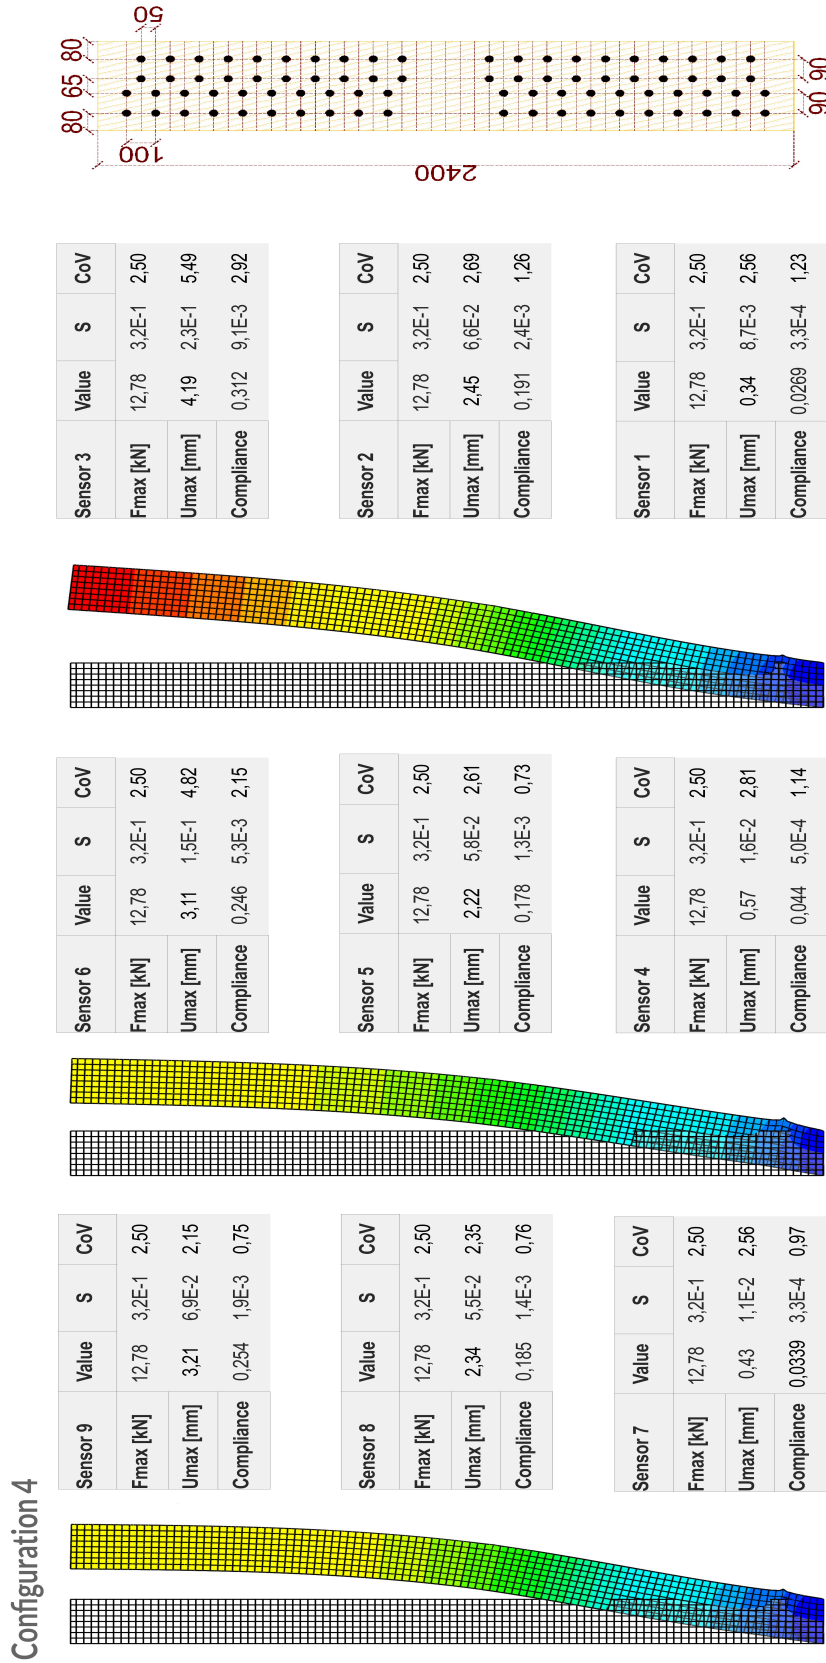 Configuration 4
Sensor 9 Value S CoV
Fmax [kN] 12,78 3,2E-1 2,50
Umax [mm] 3,21 6,9E-2 2,15
Compliance 0,254 1,9E-3 0,75
Sensor 8 Value S CoV
Fmax [kN] 12,78 3,2E-1 2,50
Umax [mm] 2,34 5,5E-2 2,35
Compliance 0,185 1,4E-3 0,76
Sensor 7 Value S CoV
Fmax [kN] 12,78 3,2E-1 2,50
Umax [mm] 0,43 1,1E-2 2,56
Compliance 0,0339 3,3E-4 0,97
Sensor 6 Value S CoV
Fmax [kN] 12,78 3,2E-1 2,50
Umax [mm] 3,11 1,5E-1 4,82
Compliance 0,246 5,3E-3 2,15
Sensor 5 Value S CoV
Fmax [kN] 12,78 3,2E-1 2,50
Umax [mm] 2,22 5,8E-2 2,61
Compliance 0,178 1,3E-3 0,73
Sensor 4 Value S CoV
Fmax [kN] 12,78 3,2E-1 2,50
Umax [mm] 0,57 1,6E-2 2,81
Compliance 0,044 5,0E-4 1,14
Sensor 3 Value S CoV
Fmax [kN] 12,78 3,2E-1 2,50
Umax [mm] 4,19 2,3E-1 5,49
Compliance 0,312 9,1E-3 2,92
Sensor 2 Value S CoV
Fmax [kN] 12,78 3,2E-1 2,50
Umax [mm] 2,45 6,6E-2 2,69
Compliance 0,191 2,4E-3 1,26
Sensor 1 Value S CoV
Fmax [kN] 12,78 3,2E-1 2,50
Umax [mm] 0,34 8,7E-3 2,56
Compliance 0,0269 3,3E-4 1,23
80 65 80
50
100
2400
90 90